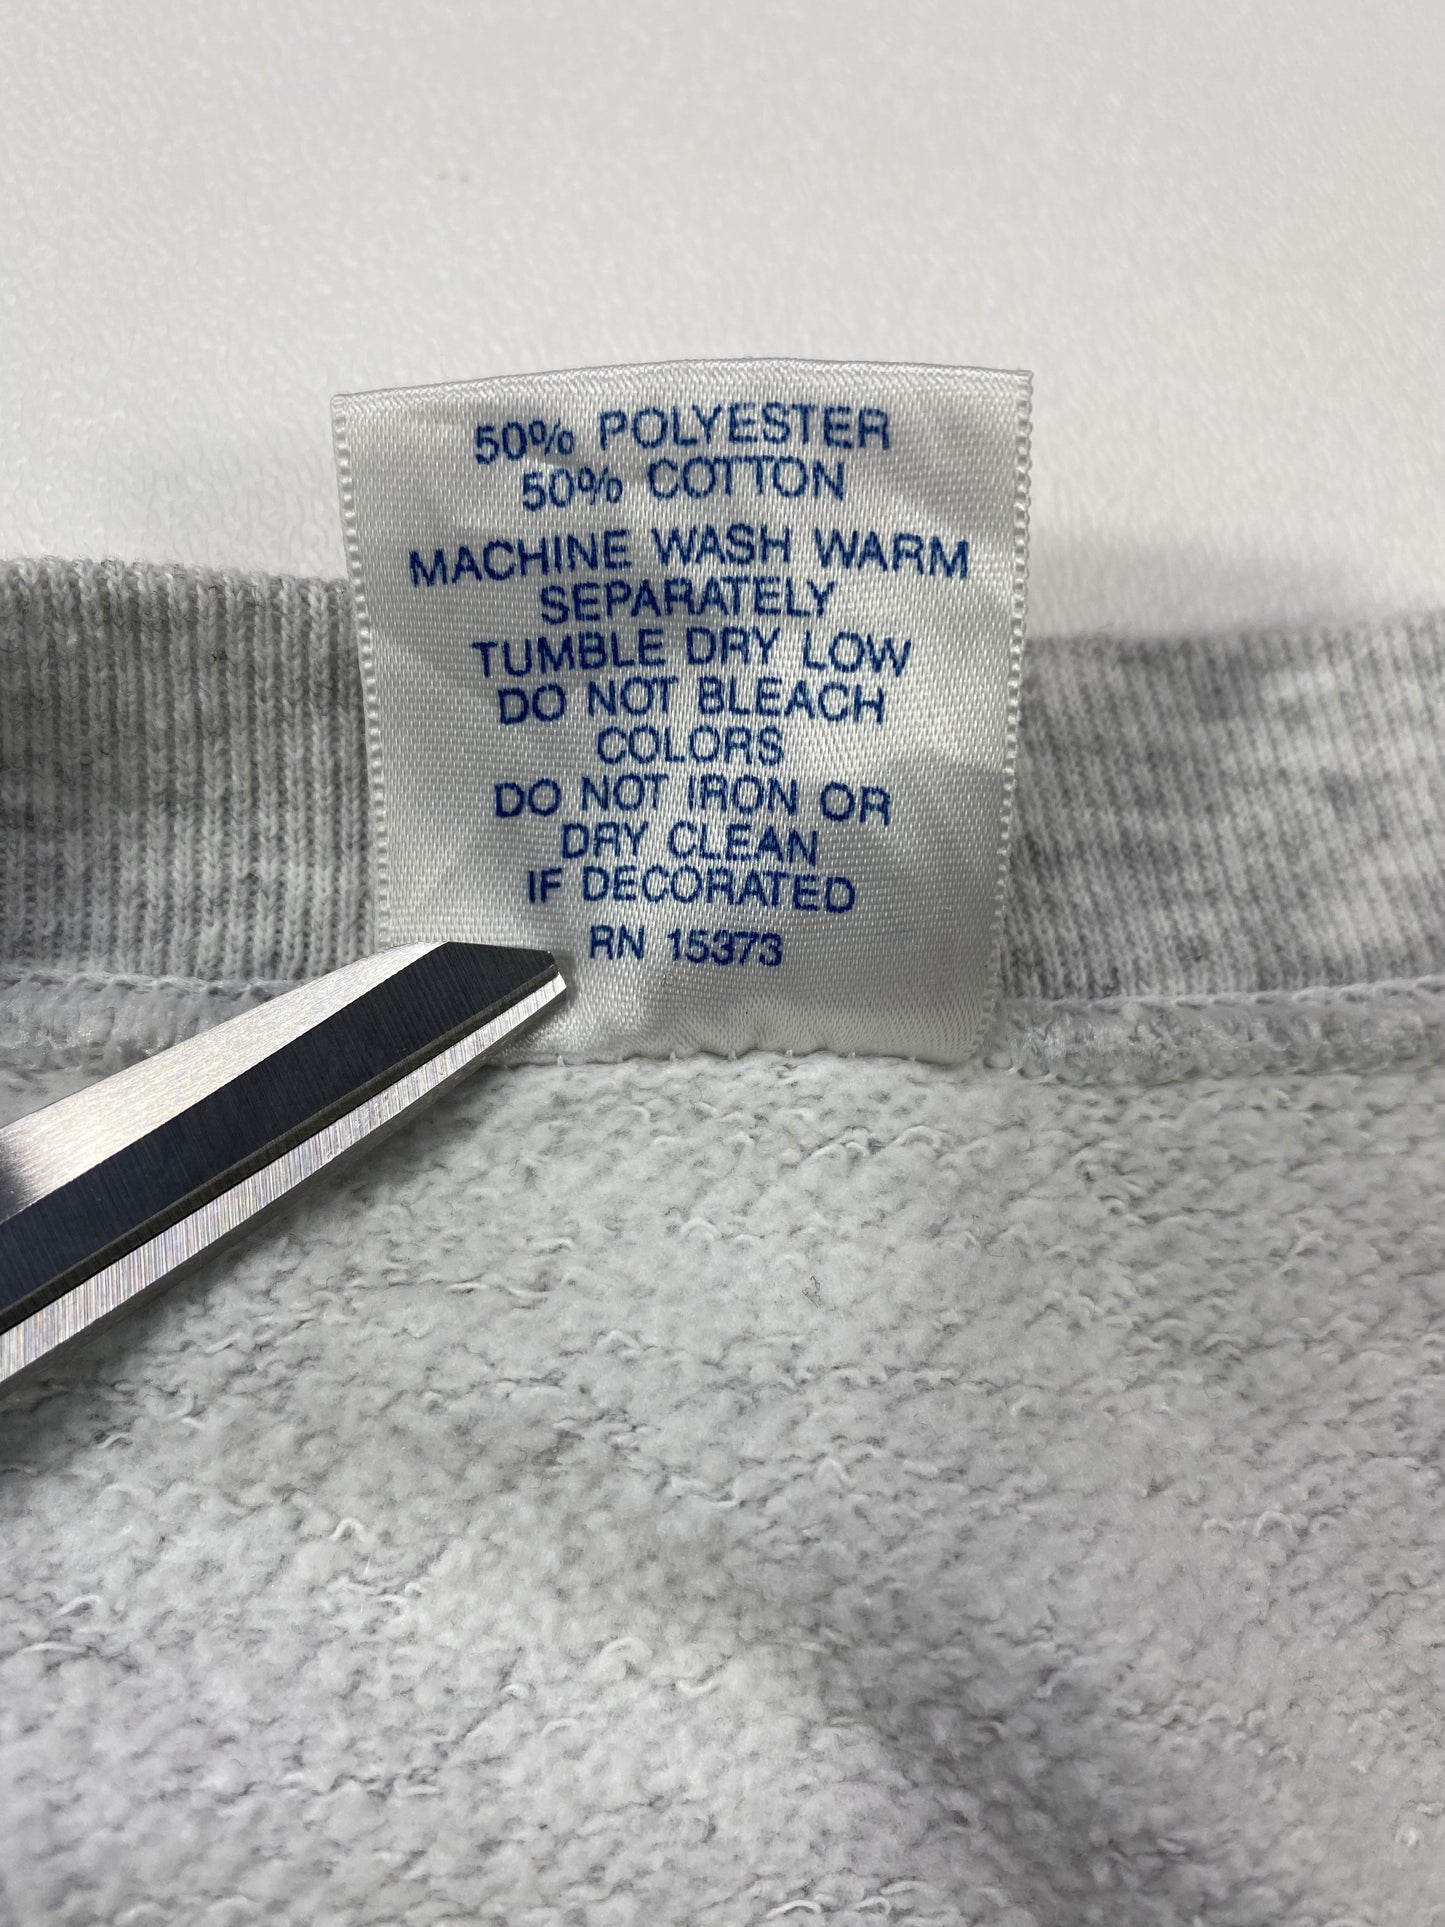 50% POLYESTER
50% COTTON
MACHINE WASH WARM
SEPARATELY
TUMBLE DRY LOW
DO NOT BLEACH
COLORS
DO NOT IRON OR
DRY CLEAN
IF DECORATED
RN 15373